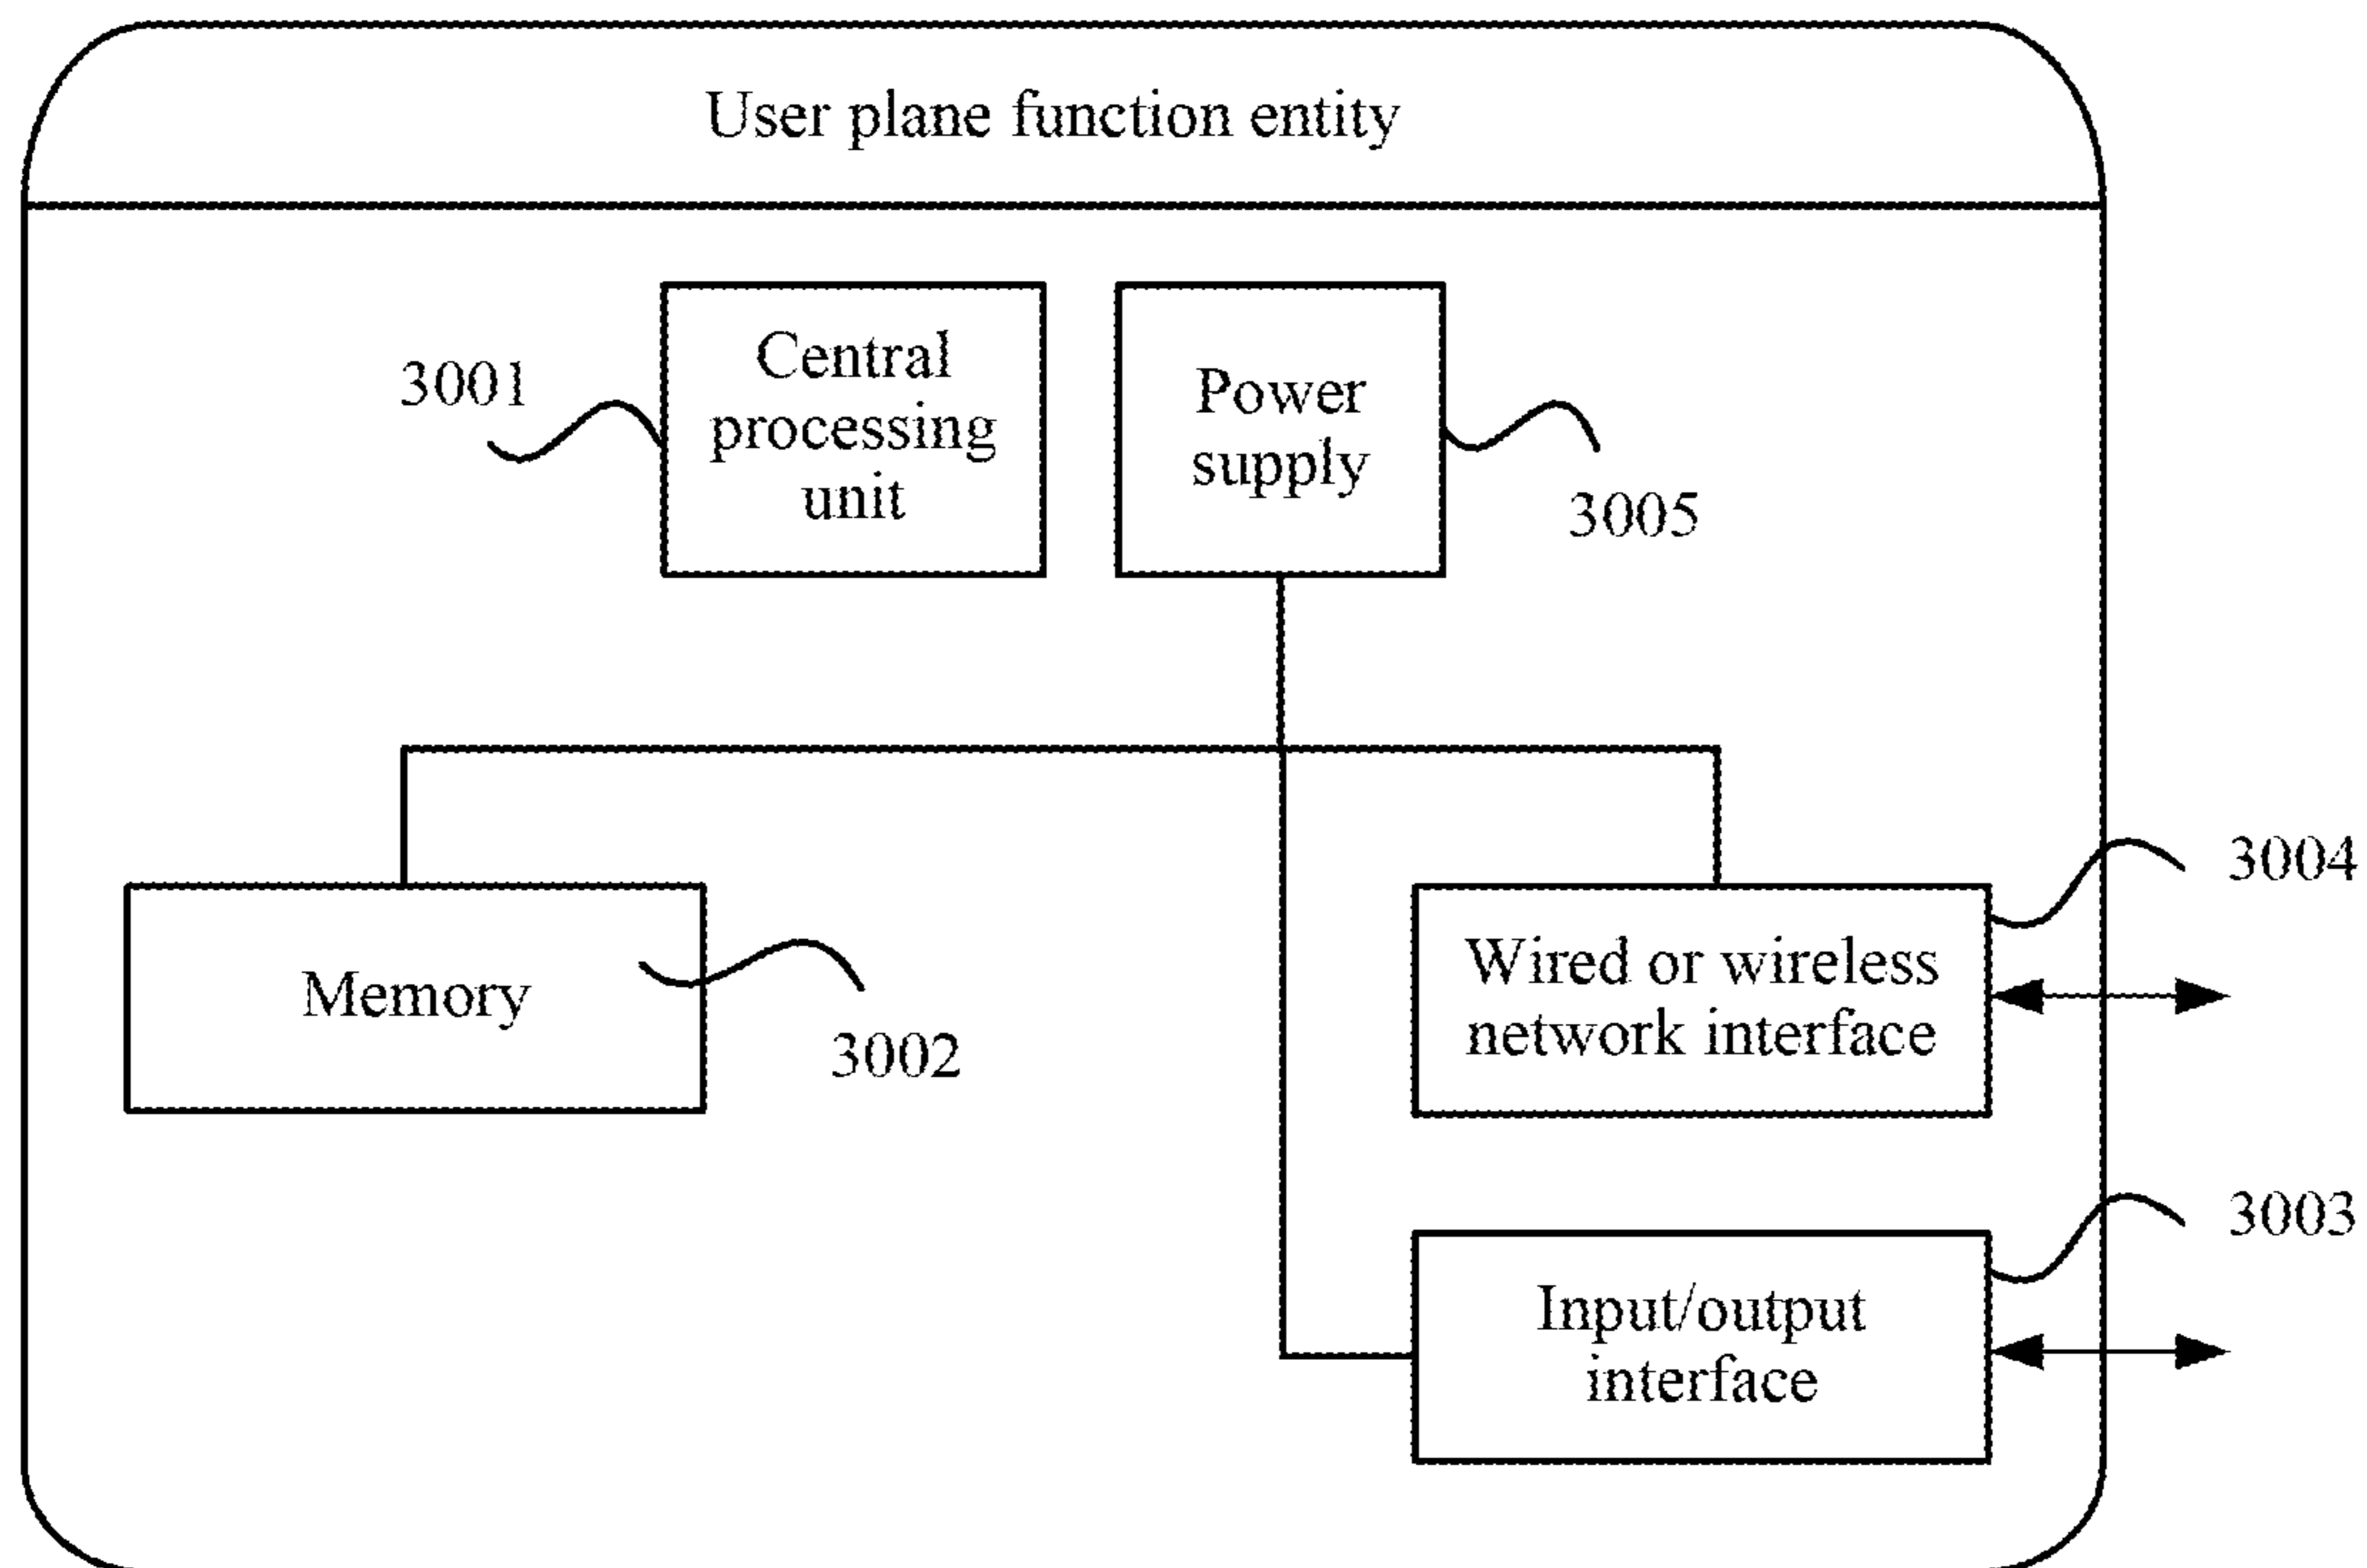 User plane function entity
3001
Central
processing
unit
Power
supply
3005
Memory
3002
Wired or wireless
network interface
3004
Input/output
interface
3003